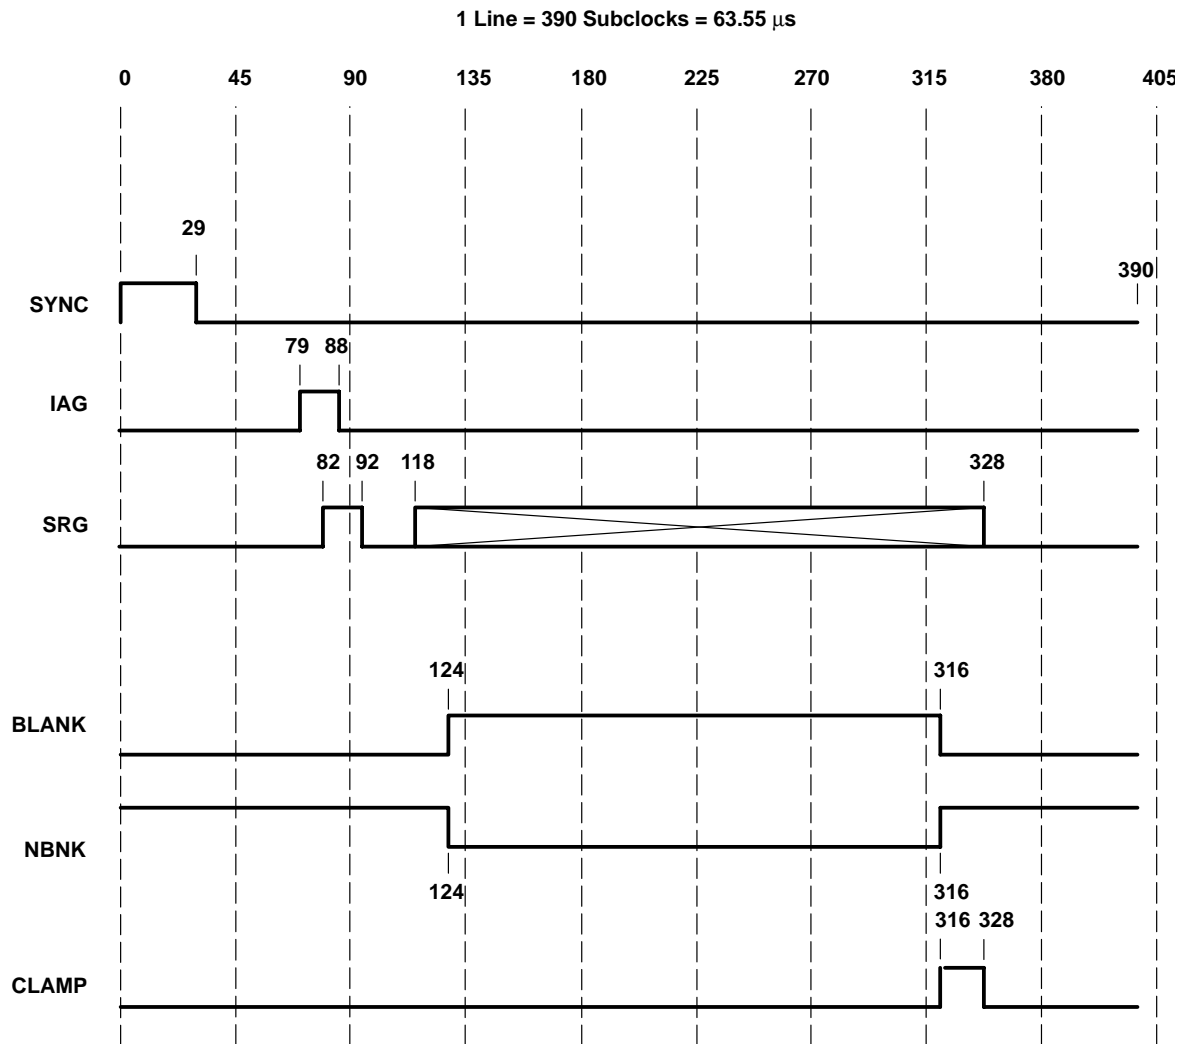 1 Line = 390 Subclocks = 63.55 μs
0 45 90 135 180 225 270 315 380 405
29
390
SYNC
79 88
IAG
82 92 118 328
SRG
124 316
BLANK
NBNK
124 316
316 328
CLAMP